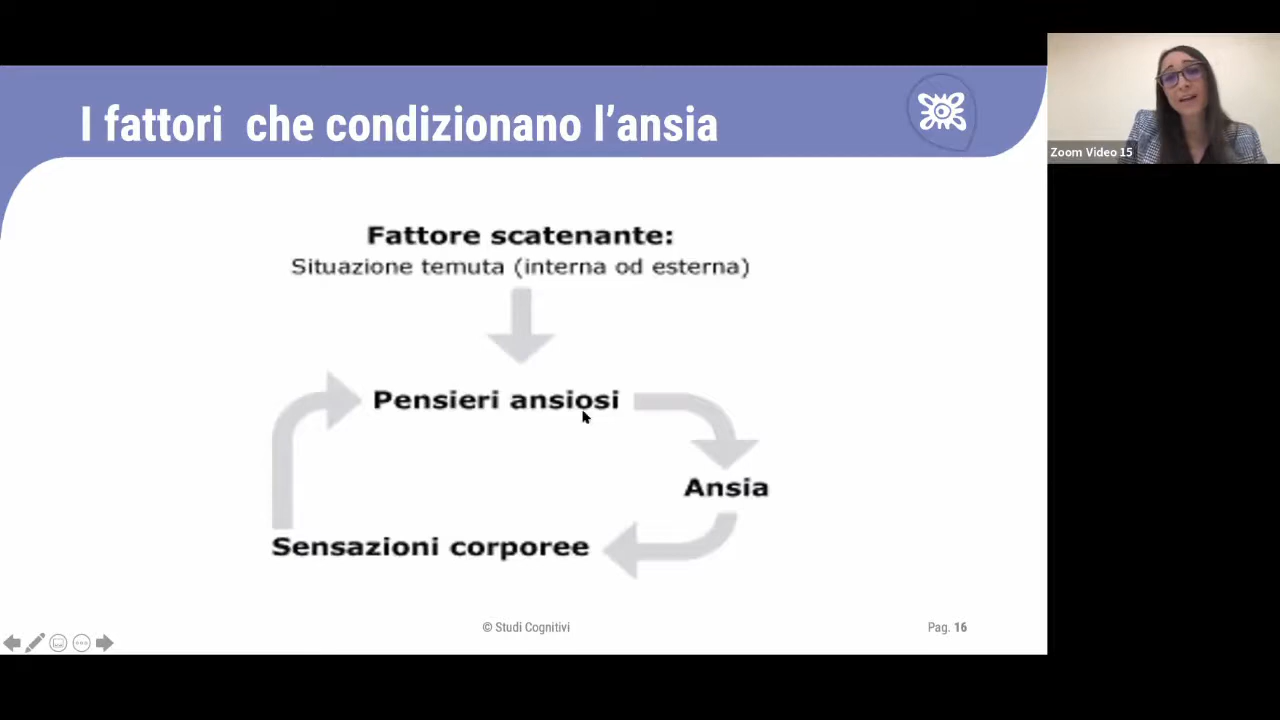 I fattori che condizionano l'ansia
Zoom Video 15
Fattore scatenante:
Situazione temuta (interna od esterna)
Pensieri ansiosi
Ansia
Sensazioni corporee
© Studi Cognitivi
Pag. 16